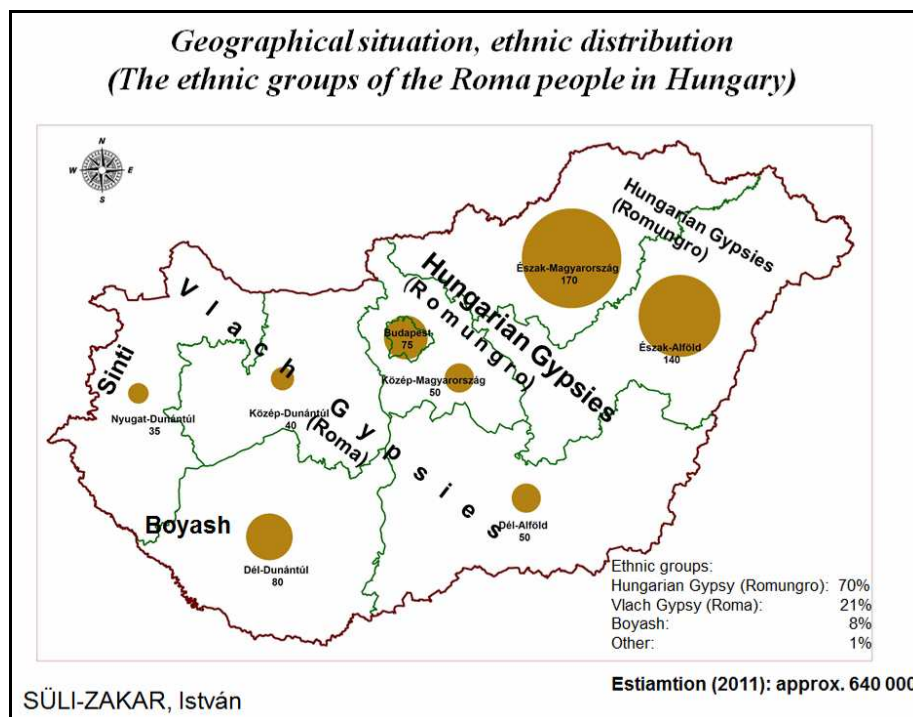 Geographical situation, ethnic distribution
(The ethnic groups of the Roma people in Hungary)
N
W E
S
Hungarian Gypsies
(Romungro)
Észak-Magyarország
170
Hungarian Gypsies
(Romungro)
Észak-Alföld
140
Vlach Gypsies
(Roma)
Budapest
75
Közép-Magyarország
50
Sinti
Nyugat-Dunántúl
35
Közép-Dunántúl
40
Boyash
Dél-Dunántúl
80
Dél-Alföld
50
Ethnic groups:
Hungarian Gypsy (Romungro): 70%
Vlach Gypsy (Roma): 21%
Boyash: 8%
Other: 1%
Estiamtion (2011): approx. 640 000
SÜLI-ZAKAR, István